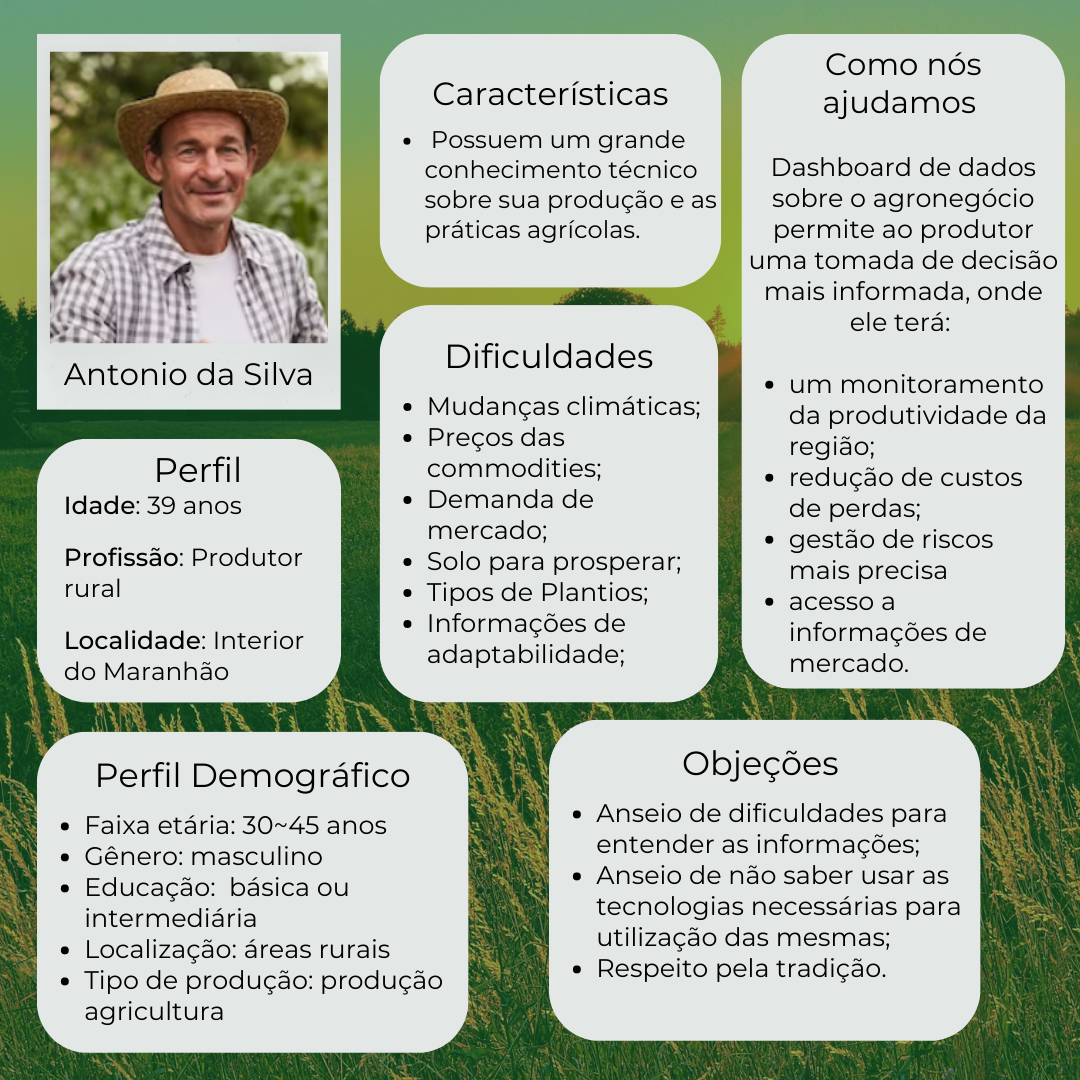 Antonio da Silva
Perfil
Idade: 39 anos
Profissão: Produtor
rural
Localidade: Interior
do Maranhão
Características
• Possuem um grande
conhecimento técnico
sobre sua produção e as
práticas agrícolas.
Dificuldades
• Mudanças climáticas;
• Preços das
commodities;
• Demanda de
mercado;
• Solo para prosperar;
• Tipos de Plantios;
• Informações de
adaptabilidade;
Como nós
ajudamos
Dashboard de dados
sobre o agronegócio
permite ao produtor
uma tomada de decisão
mais informada, onde
ele terá:
• um monitoramento
da produtividade da
região;
• redução de custos
de perdas;
• gestão de riscos
mais precisa
• acesso a
informações de
mercado.
Perfil Demográfico
• Faixa etária: 30~45 anos
• Gênero: masculino
• Educação:  básica ou
intermediária
• Localização: áreas rurais
• Tipo de produção: produção
agricultura
Objeções
• Anseio de dificuldades para
entender as informações;
• Anseio de não saber usar as
tecnologias necessárias para
utilização das mesmas;
• Respeito pela tradição.